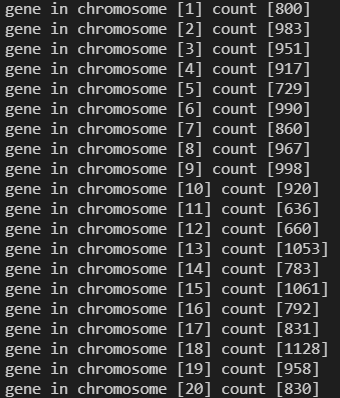 gene in chromosome [1] count [800]
gene in chromosome [2] count [983]
gene in chromosome [3] count [951]
gene in chromosome [4] count [917]
gene in chromosome [5] count [729]
gene in chromosome [6] count [990]
gene in chromosome [7] count [860]
gene in chromosome [8] count [967]
gene in chromosome [9] count [998]
gene in chromosome [10] count [920]
gene in chromosome [11] count [636]
gene in chromosome [12] count [660]
gene in chromosome [13] count [1053]
gene in chromosome [14] count [783]
gene in chromosome [15] count [1061]
gene in chromosome [16] count [792]
gene in chromosome [17] count [831]
gene in chromosome [18] count [1128]
gene in chromosome [19] count [958]
gene in chromosome [20] count [830]